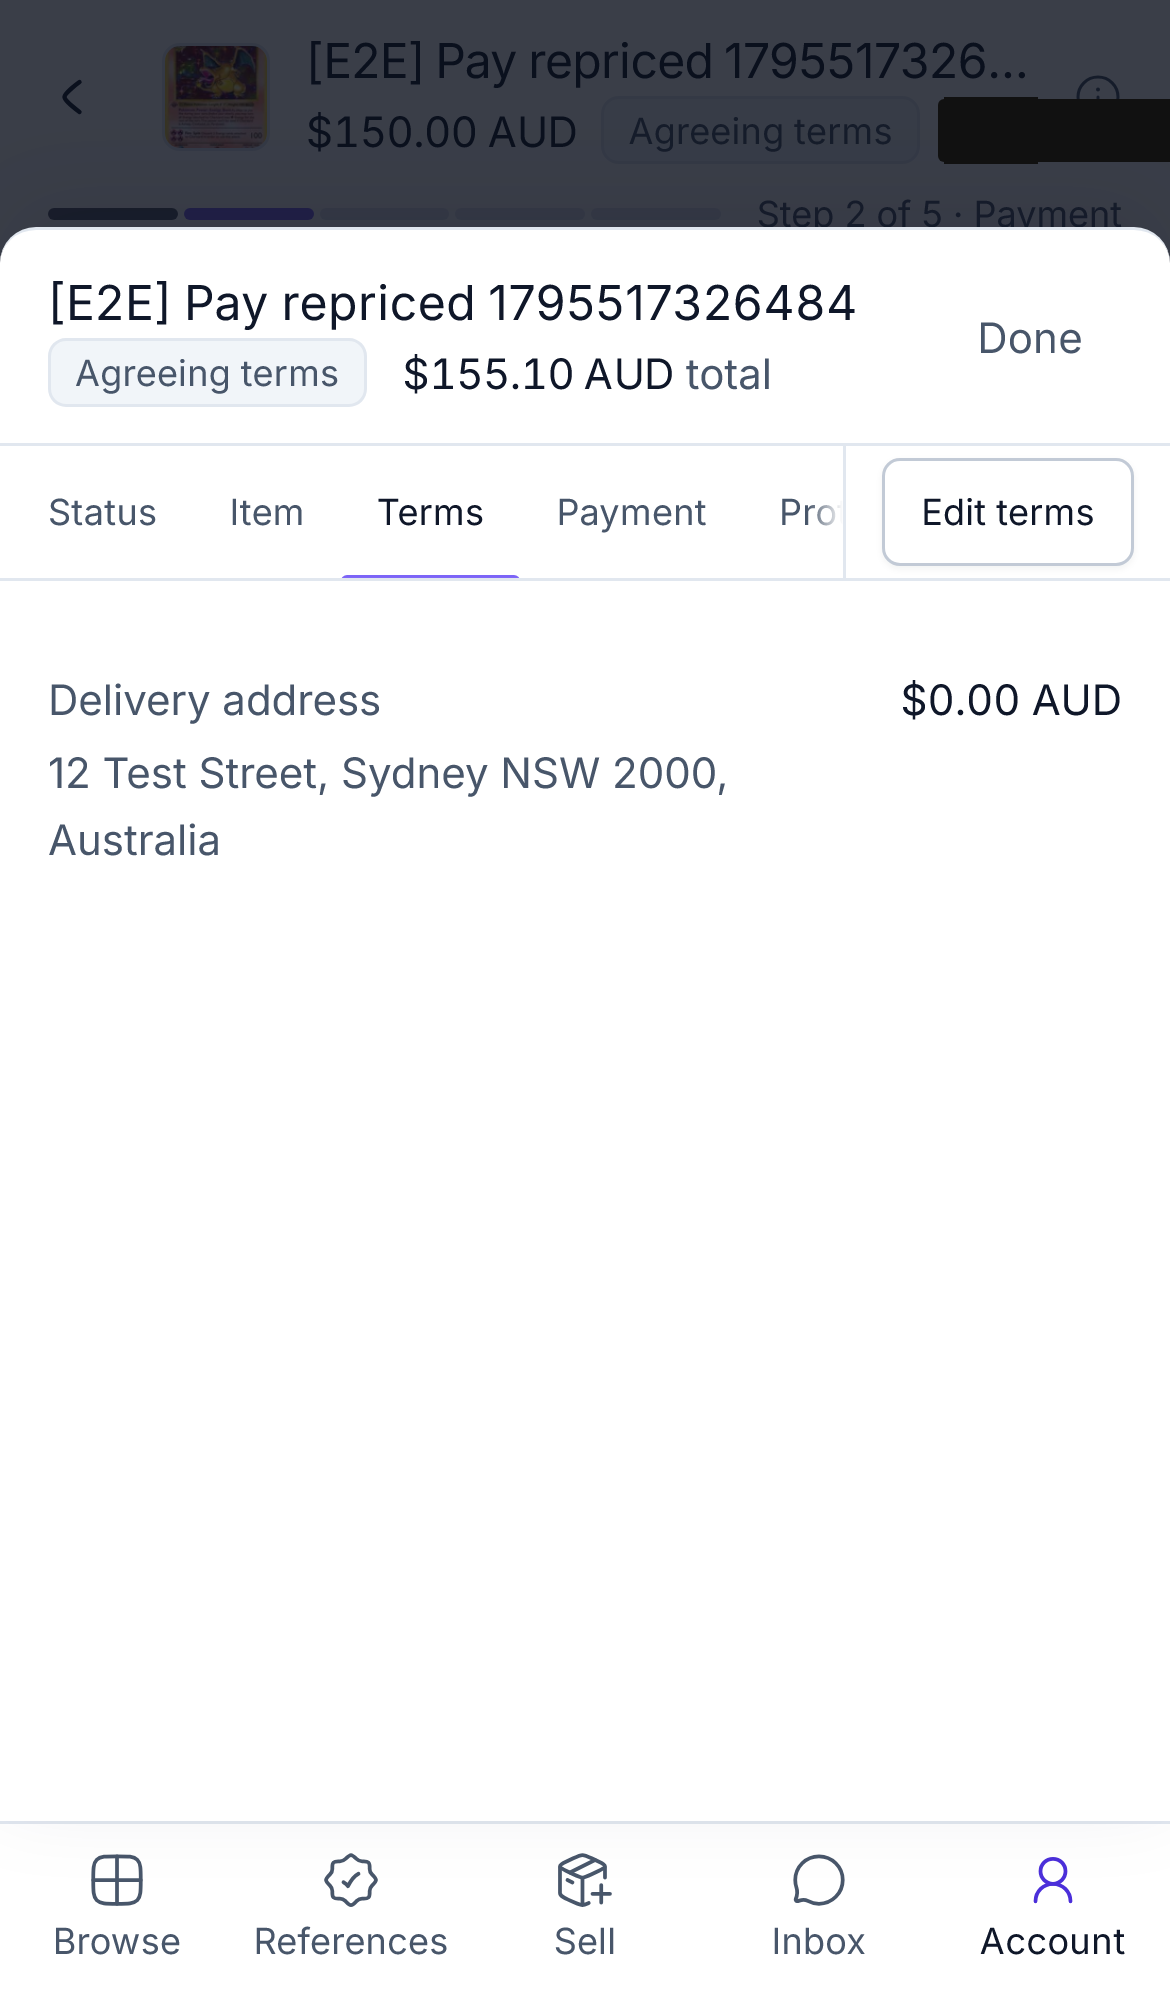 [E2E] Pay repriced 1795517326...
$150.00 AUD Agreeing terms
Step 2 of 5 · Payment
[E2E] Pay repriced 1795517326484
Agreeing terms $155.10 AUD total
Done
Status Item Terms Payment Pro
Edit terms
Delivery address $0.00 AUD
12 Test Street, Sydney NSW 2000,
Australia
Browse References Sell Inbox Account